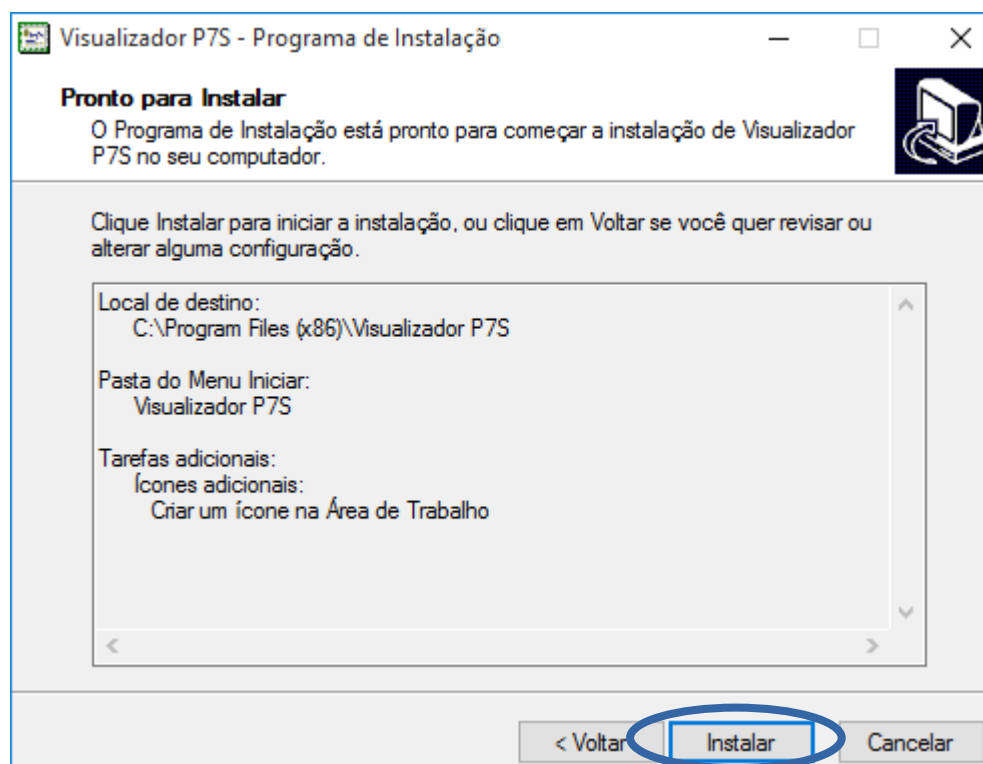 Visualizador P7S - Programa de Instalação
Pronto para Instalar
O Programa de Instalação está pronto para começar a instalação de Visualizador
P7S no seu computador.
Clique Instalar para iniciar a instalação, ou clique em Voltar se você quer revisar ou
alterar alguma configuração.
Local de destino:
C:\Program Files (x86)\Visualizador P7S
Pasta do Menu Iniciar:
Visualizador P7S
Tarefas adicionais:
Ícones adicionais:
Criar um ícone na Área de Trabalho
< Voltar
Instalar
Cancelar